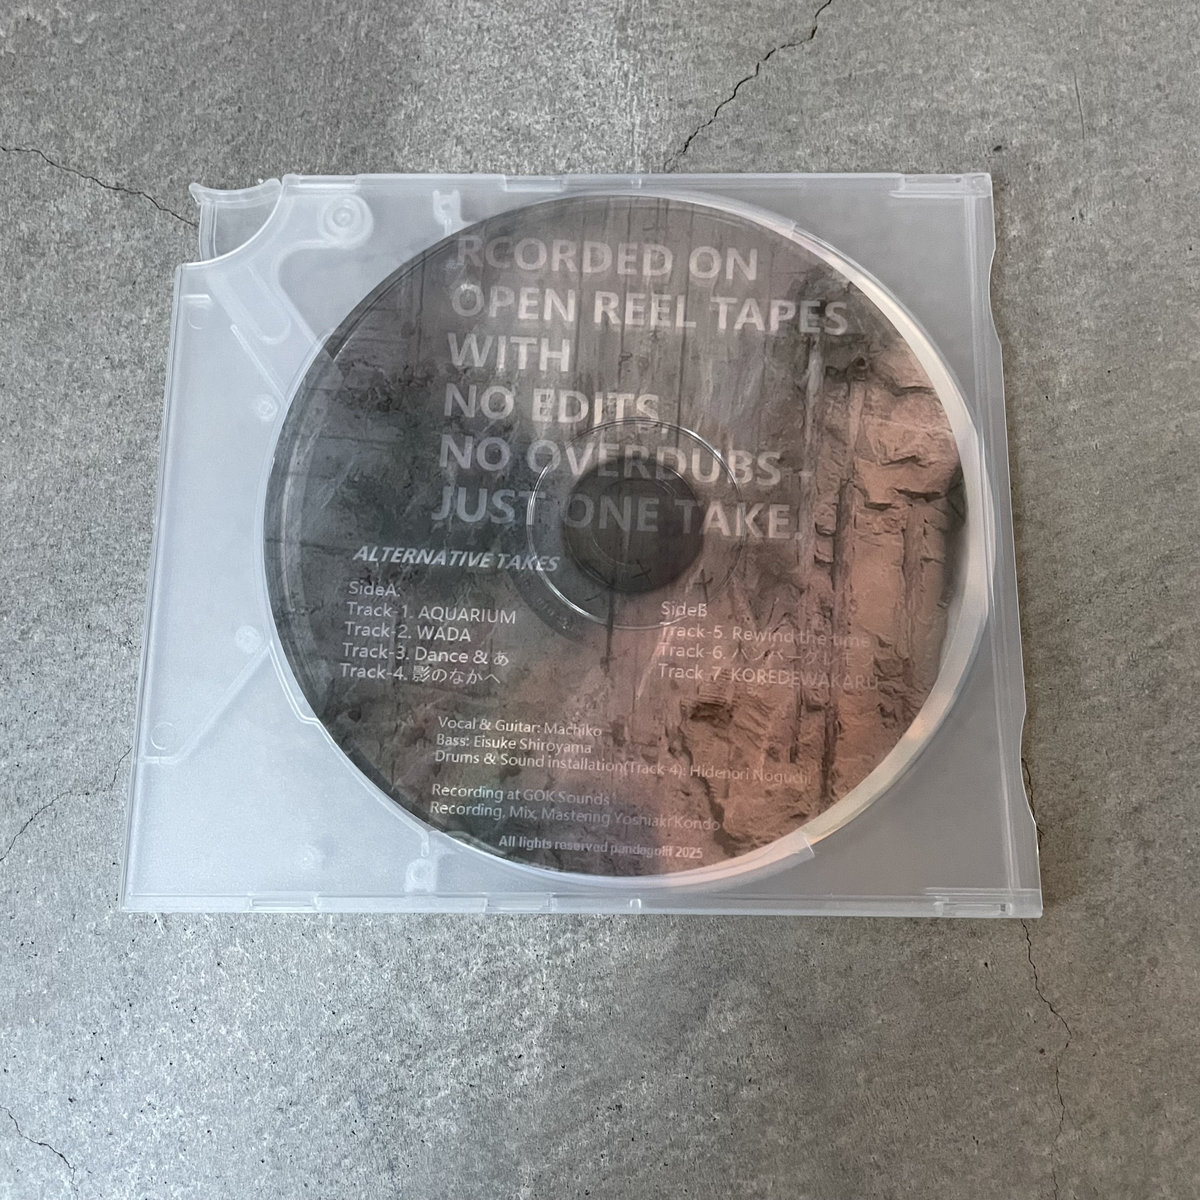 RCORDED ON
OPEN REEL TAPES
WITH
NO EDITS,
NO OVERDUBS -
JUST ONE TAKE.
ALTERNATIVE TAKES
SideA:
Track-1. AQUARIUM
Track-2. WADA
Track-3. Dance & あ
Track-4. 影のなかへ
SideB
Track-5. Rewind the time
Track-6.
Track-7. KOREDEWAKARU
Vocal & Guitar: Machiko
Bass: Eisuke Shiroyama
Drums & Sound installation(Track-4): Hidenori Noguchi
Recording at GOK Sounds
Recording, Mix, Mastering Yoshiaki Kondo
All lights reserved 2025